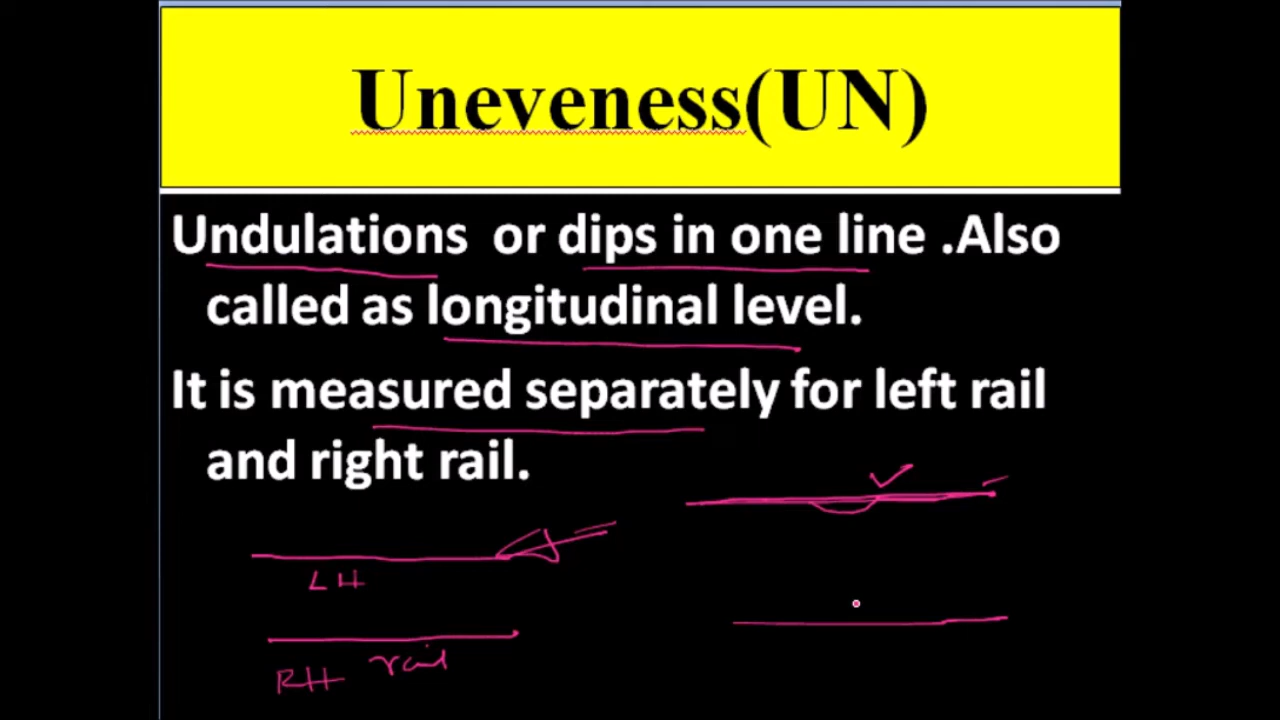 Uneveness(UN)
Undulations or dips in one line .Also
called as longitudinal level.
It is measured separately for left rail
and right rail.
LH
RH rail